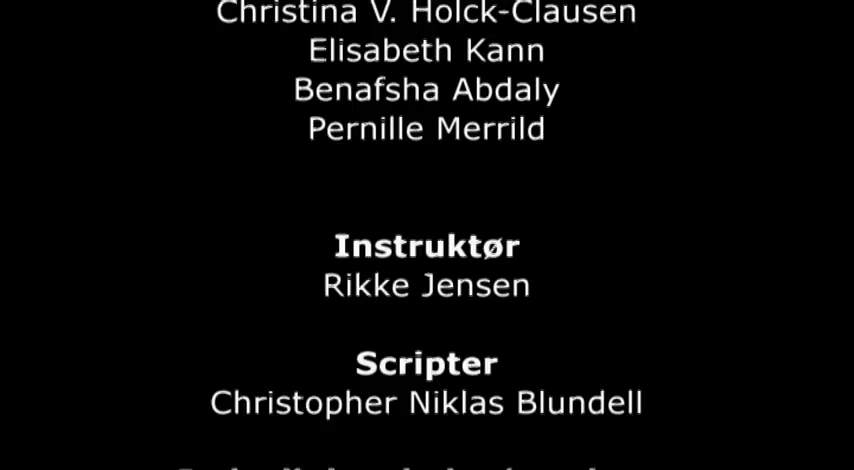 Christina V. Holck-Clausen
Elisabeth Kann
Benafsha Abdaly
Pernille Merrild
Instruktør
Rikke Jensen
Scripter
Christopher Niklas Blundell